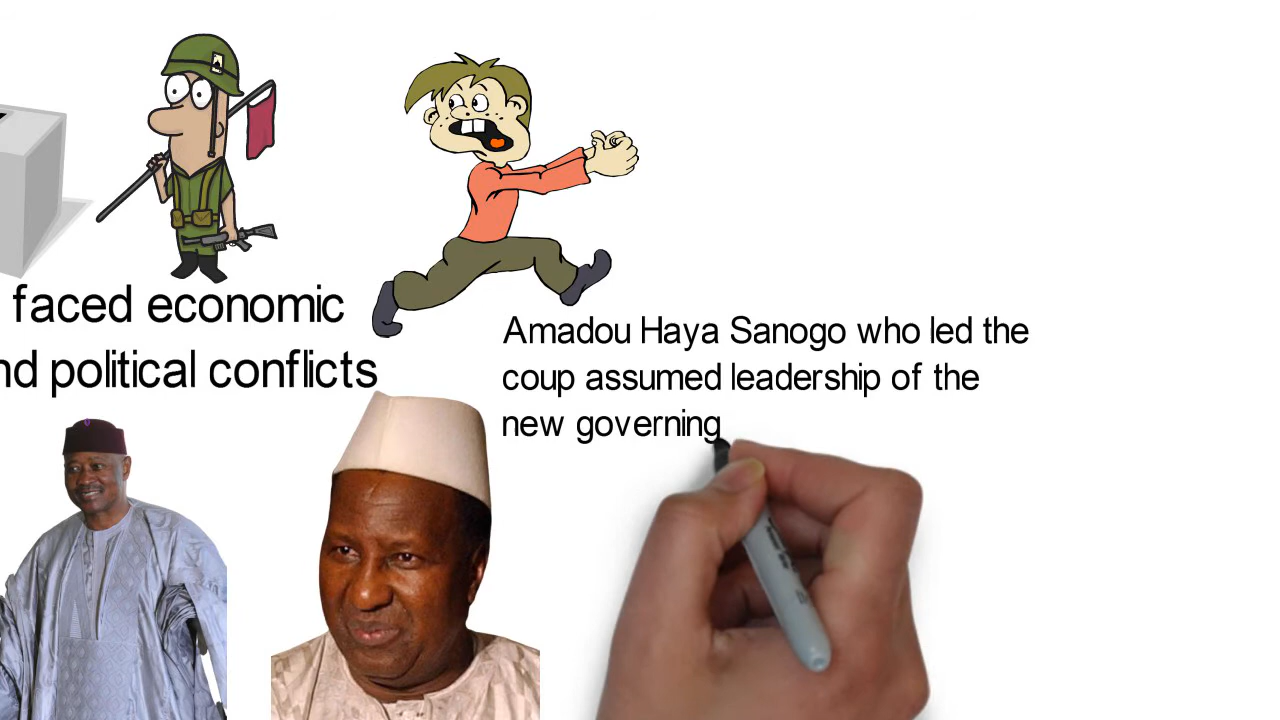 faced economic
nd political conflicts
Amadou Haya Sanogo who led the
coup assumed leadership of the
new governing